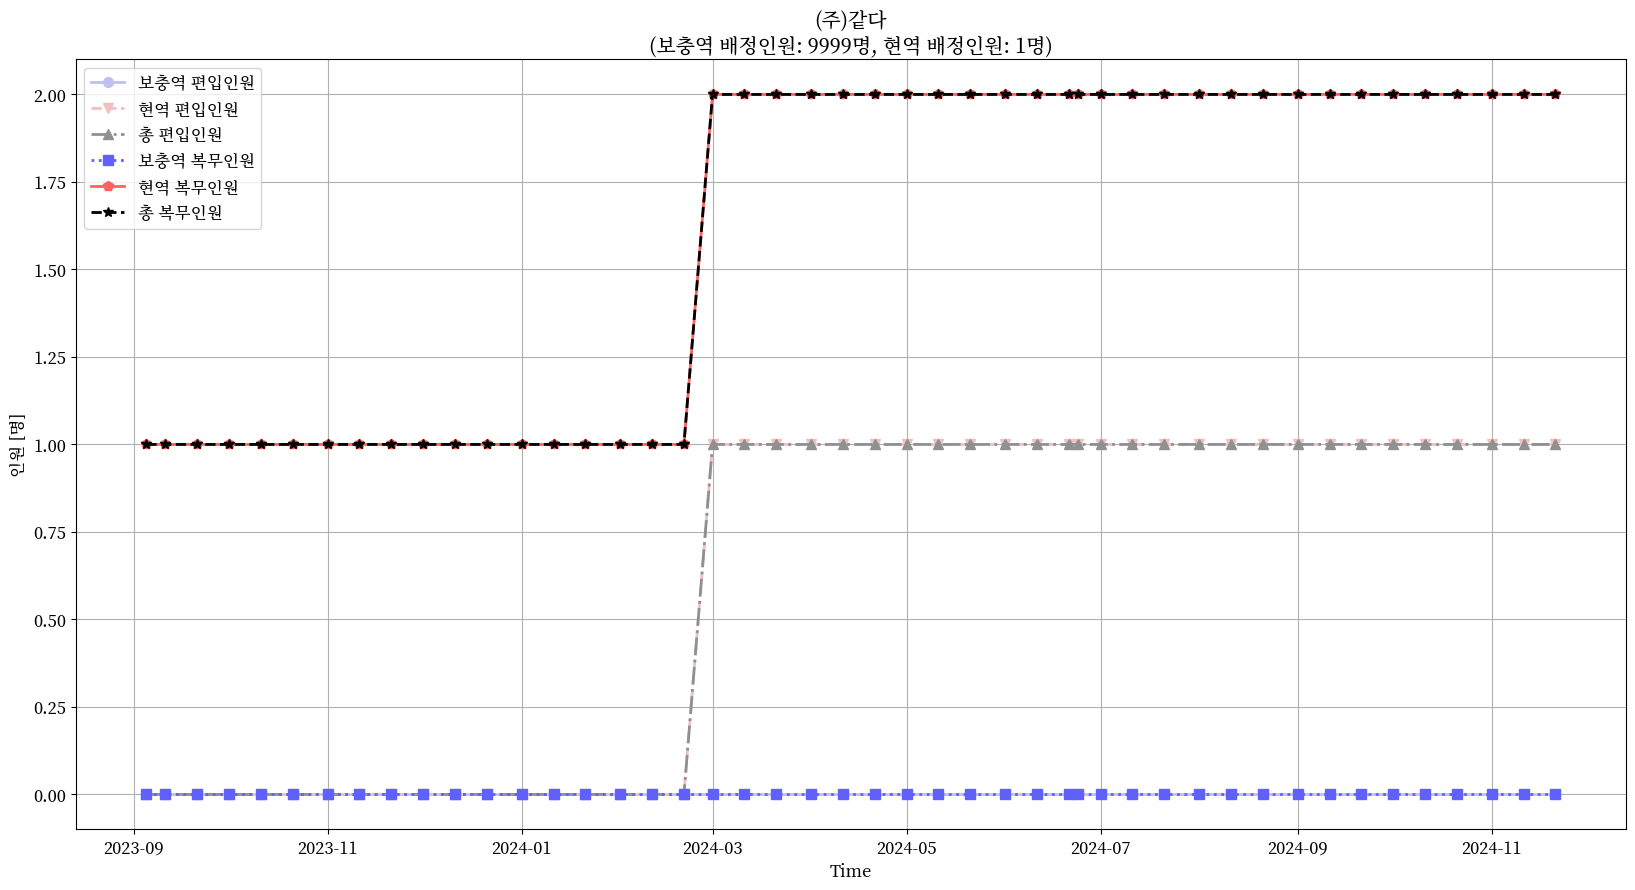 (주)같다
(보충역 배정인원: 9999명, 현역 배정인원: 1명)
보충역 편입인원
현역 편입인원
총 편입인원
보충역 복무인원
현역 복무인원
총 복무인원
2.00
1.75
1.50
1.25
1.00
0.75
0.50
0.25
0.00
인원 [명]
2023-09 2023-11 2024-01 2024-03 2024-05 2024-07 2024-09 2024-11
Time